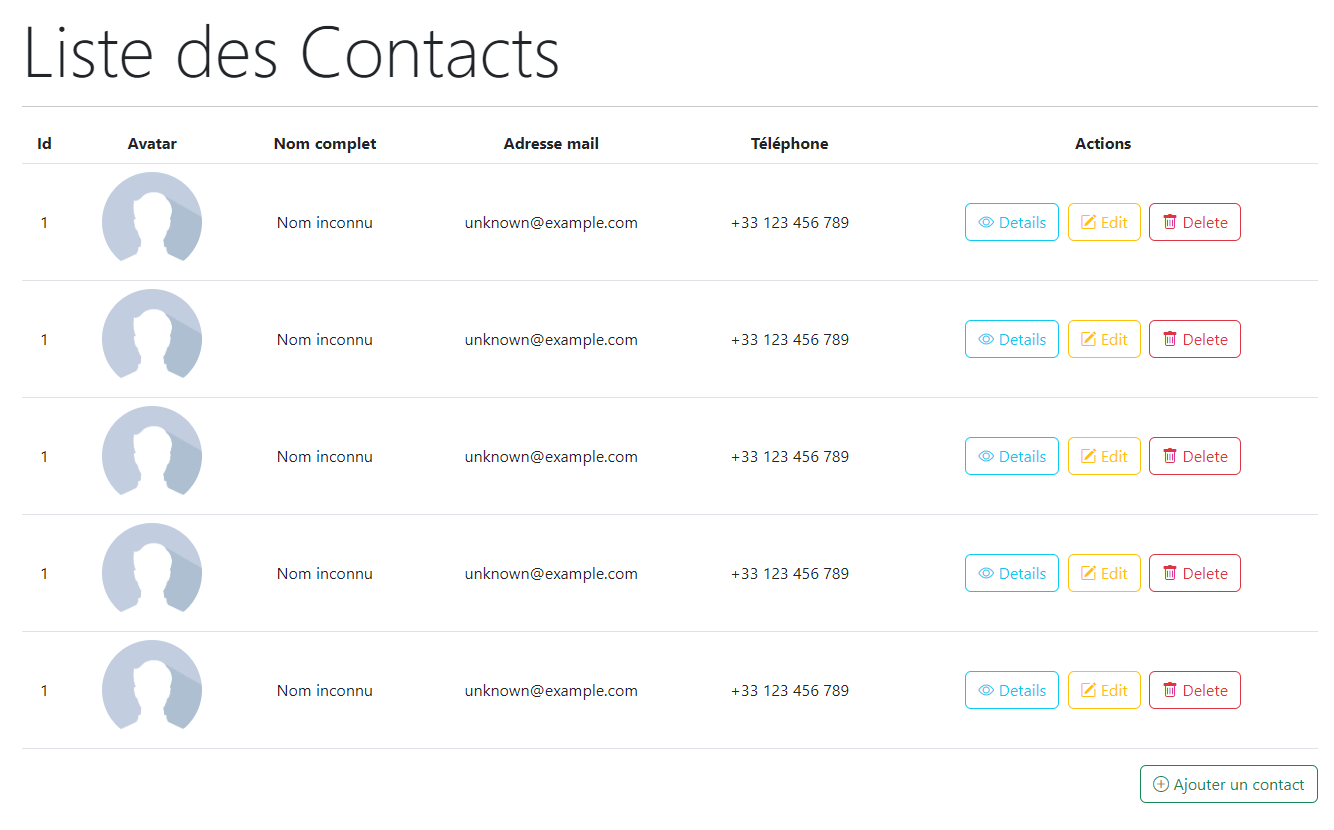 Liste des Contacts
Id Avatar Nom complet Adresse mail Téléphone Actions
1 Nom inconnu unknown@example.com +33 123 456 789 Details Edit Delete
1 Nom inconnu unknown@example.com +33 123 456 789 Details Edit Delete
1 Nom inconnu unknown@example.com +33 123 456 789 Details Edit Delete
1 Nom inconnu unknown@example.com +33 123 456 789 Details Edit Delete
1 Nom inconnu unknown@example.com +33 123 456 789 Details Edit Delete
Ajouter un contact